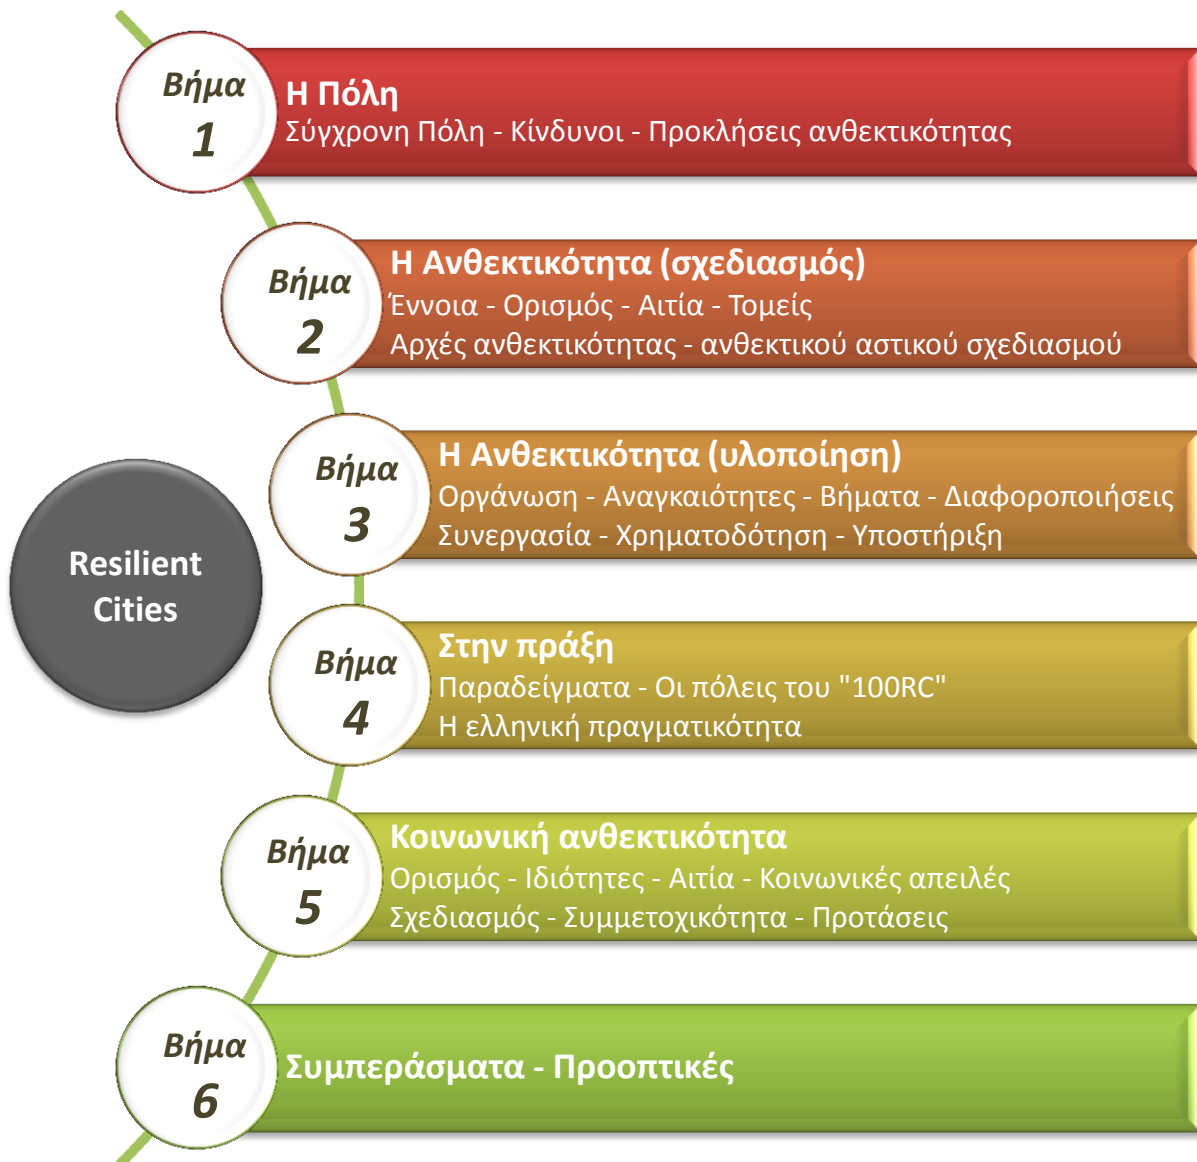 Βήμα
1
Η Πόλη
Σύγχρονη Πόλη - Κίνδυνοι - Προκλήσεις ανθεκτικότητας
Βήμα
2
Η Ανθεκτικότητα (σχεδιασμός)
Έννοια - Ορισμός - Αιτία - Τομείς
Αρχές ανθεκτικότητας - ανθεκτικού αστικού σχεδιασμού
Βήμα
3
Η Ανθεκτικότητα (υλοποίηση)
Οργάνωση - Αναγκαιότητες - Βήματα - Διαφοροποιήσεις
Συνεργασία - Χρηματοδότηση - Υποστήριξη
Resilient
Cities
Βήμα
4
Στην πράξη
Παραδείγματα - Οι πόλεις του "100RC"
Η ελληνική πραγματικότητα
Βήμα
5
Κοινωνική ανθεκτικότητα
Ορισμός - Ιδιότητες - Αιτία - Κοινωνικές απειλές
Σχεδιασμός - Συμμετοχικότητα - Προτάσεις
Βήμα
6
Συμπεράσματα - Προοπτικές